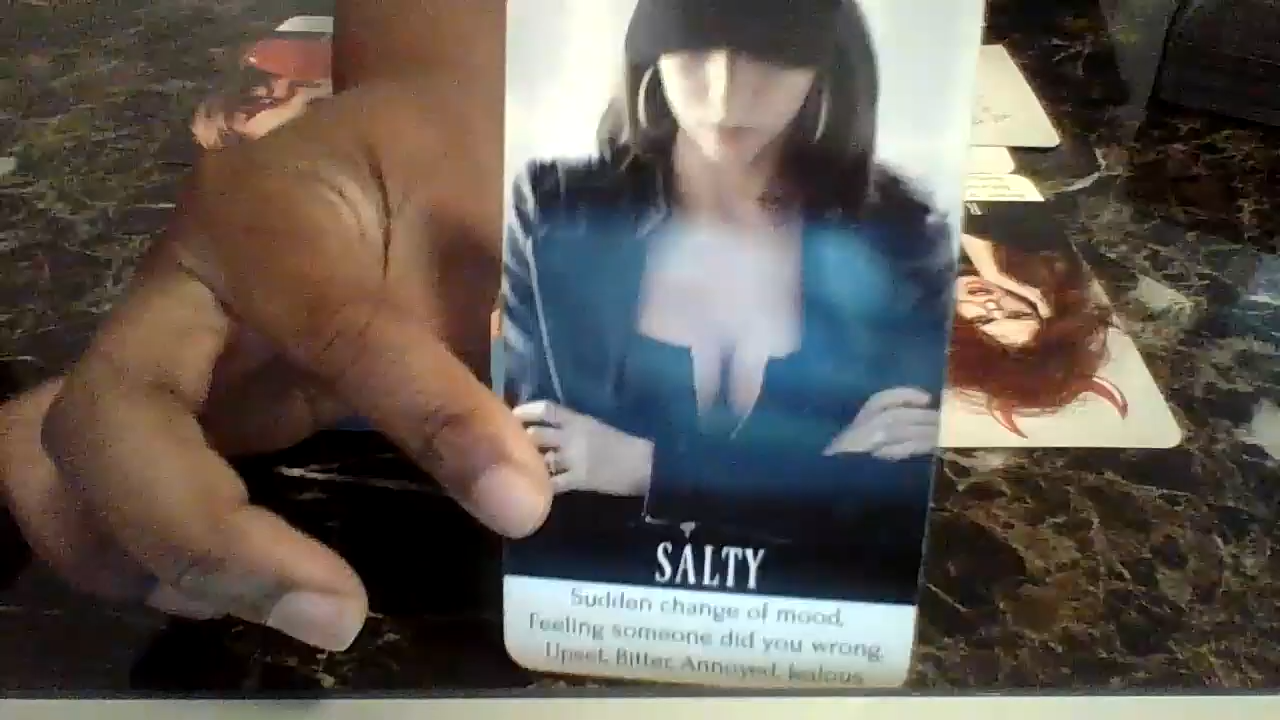 SALTY
Sudden change of mood,
Feeling someone did you wrong.
Upset, Bitter, Annoyed, Jealous